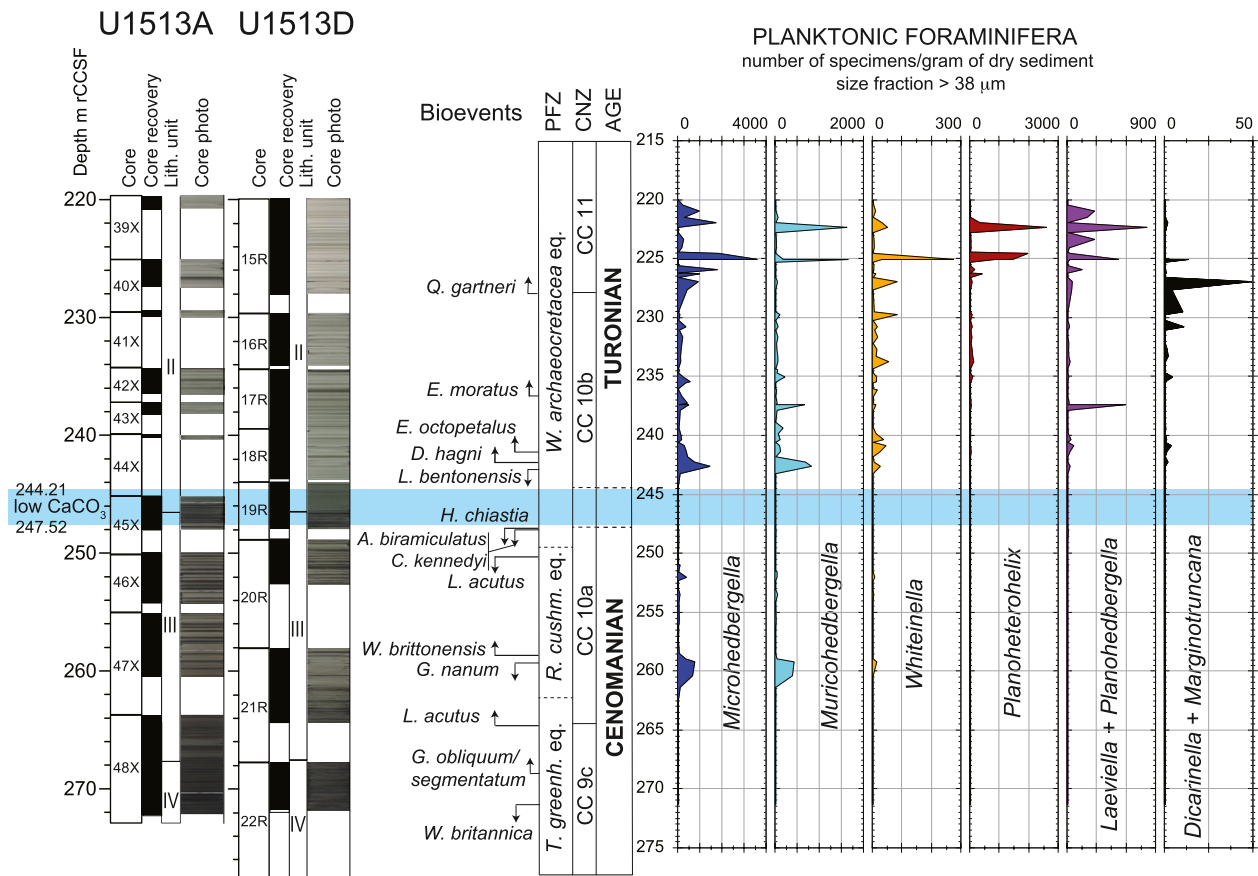 U1513A U1513D
PLANKTONIC FORAMINIFERA
number of specimens/gram of dry sediment
size fraction > 38 µm
Depth m rCCSF
Core
Core recovery
Lith. unit
Core photo
Core
Core recovery
Lith. unit
Core photo
Bioevents
PFZ
CNZ
AGE
0 4000
0 2000
0 300
0 3000
0 900
0 50
220
230
240
244.21
low CaCO3
247.52
250
260
270
39X
40X
41X
42X
43X
44X
45X
46X
47X
48X
II
III
IV
15R
16R
17R
18R
19R
20R
21R
22R
II
III
IV
Q. gartneri
E. moratus
E. octopetalus
D. hagni
L. bentonensis
H. chiastia
A. biramiculatus
C. kennedyi
L. acutus
W. brittonensis
G. nanum
L. acutus
G. obliquum/
segmentatum
W. britannica
W. archaeocretacea eq.
R. cushm. eq.
T. greenh. eq.
CC 11
CC 10b
CC 10a
CC 9c
TURONIAN
CENOMANIAN
215
220
225
230
235
240
245
250
255
260
265
270
275
Microhedbergella
Muricohedbergella
Whiteinella
Planoheterohelix
Laeviella + Planohedbergella
Dicarinella + Marginotruncana